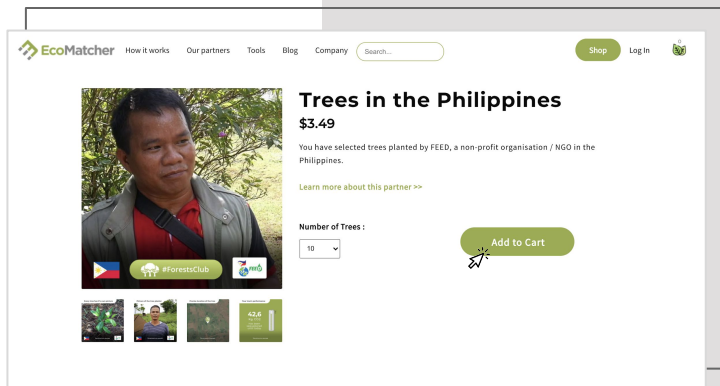 EcoMatcher
How it works
Our partners
Tools
Blog
Company
Search...
Shop
Log In
0
Trees in the Philippines
$3.49
You have selected trees planted by FEED, a non-profit organisation / NGO in the
Philippines.
Learn more about this partner >>
Number of Trees :
10
Add to Cart
#ForestsClub
FEED
42,6